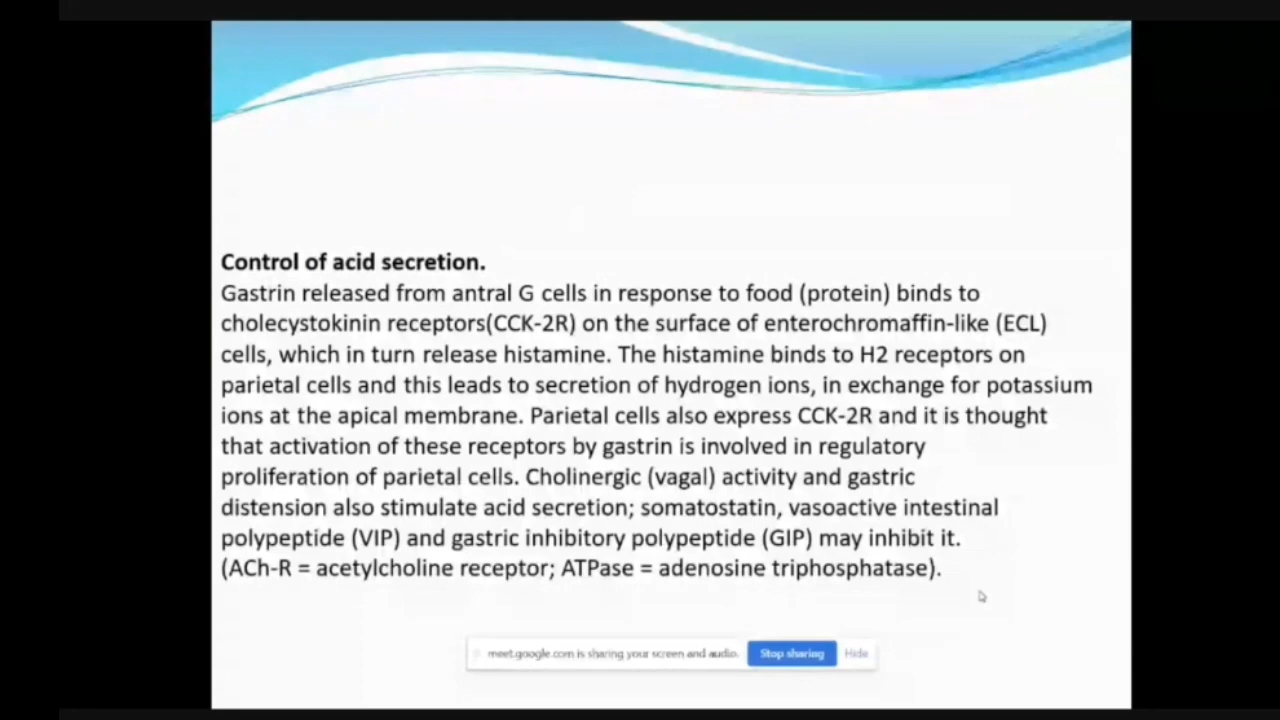 Control of acid secretion.
Gastrin released from antral G cells in response to food (protein) binds to
cholecystokinin receptors(CCK-2R) on the surface of enterochromaffin-like (ECL)
cells, which in turn release histamine. The histamine binds to H2 receptors on
parietal cells and this leads to secretion of hydrogen ions, in exchange for potassium
ions at the apical membrane. Parietal cells also express CCK-2R and it is thought
that activation of these receptors by gastrin is involved in regulatory
proliferation of parietal cells. Cholinergic (vagal) activity and gastric
distension also stimulate acid secretion; somatostatin, vasoactive intestinal
polypeptide (VIP) and gastric inhibitory polypeptide (GIP) may inhibit it.
(ACh-R = acetylcholine receptor; ATPase = adenosine triphosphatase).
meet.google.com is sharing your screen and audio. Stop sharing Hide